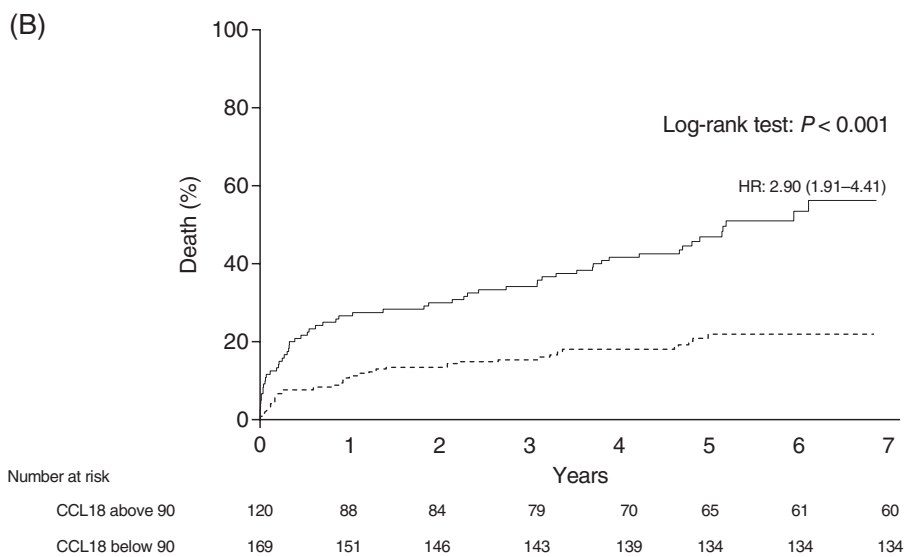 (B)
100
80
60
40
20
0
Death (%)
Log-rank test: P < 0.001
HR: 2.90 (1.91–4.41)
0 1 2 3 4 5 6 7
Years
Number at risk
CCL18 above 90 120 88 84 79 70 65 61 60
CCL18 below 90 169 151 146 143 139 134 134 134